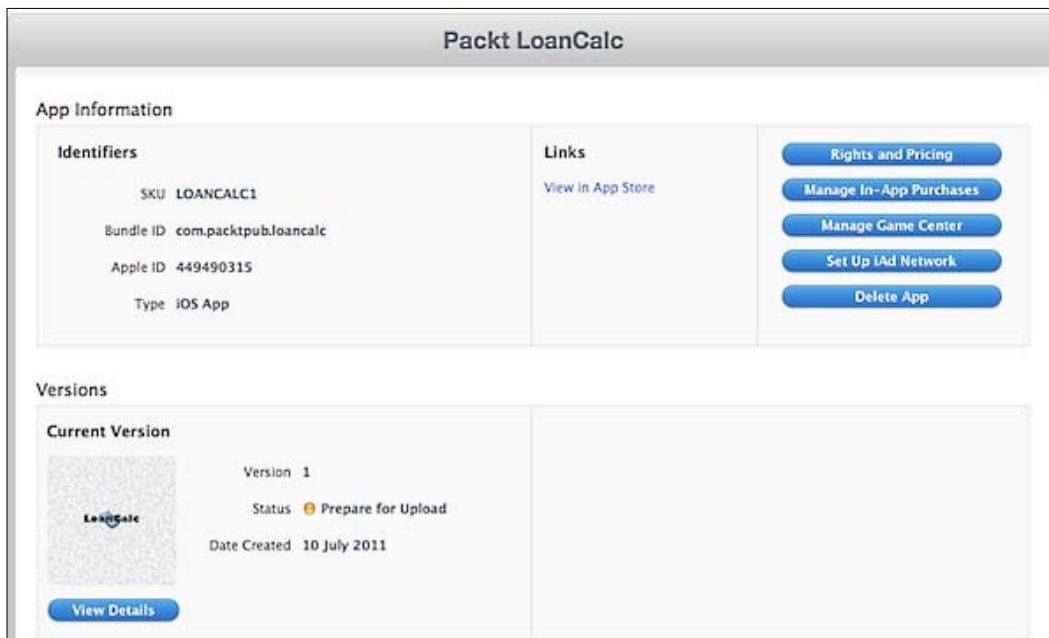 Packt LoanCalc
App Information
Identifiers
SKU LOANCALC1
Bundle ID com.packtpub.loancalc
Apple ID 449490315
Type iOS App
Links
View in App Store
Rights and Pricing
Manage In-App Purchases
Manage Game Center
Set Up iAd Network
Delete App
Versions
Current Version
LoanCalc
Version 1
Status Prepare for Upload
Date Created 10 July 2011
View Details